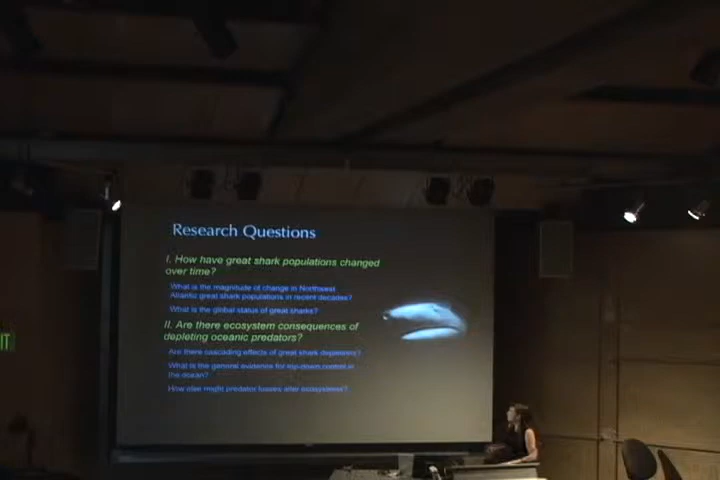 Research Questions
I. How have great shark populations changed
over time?
What is the magnitude of change in Northwest
Atlantic great shark populations in recent decades?
What is the global status of great sharks?
II. Are there ecosystem consequences of
depleting oceanic predators?
Are there cascading effects of great shark depletion?
What is the general evidence for top-down control in
the ocean?
How else might predator losses alter ecosystems?
IT